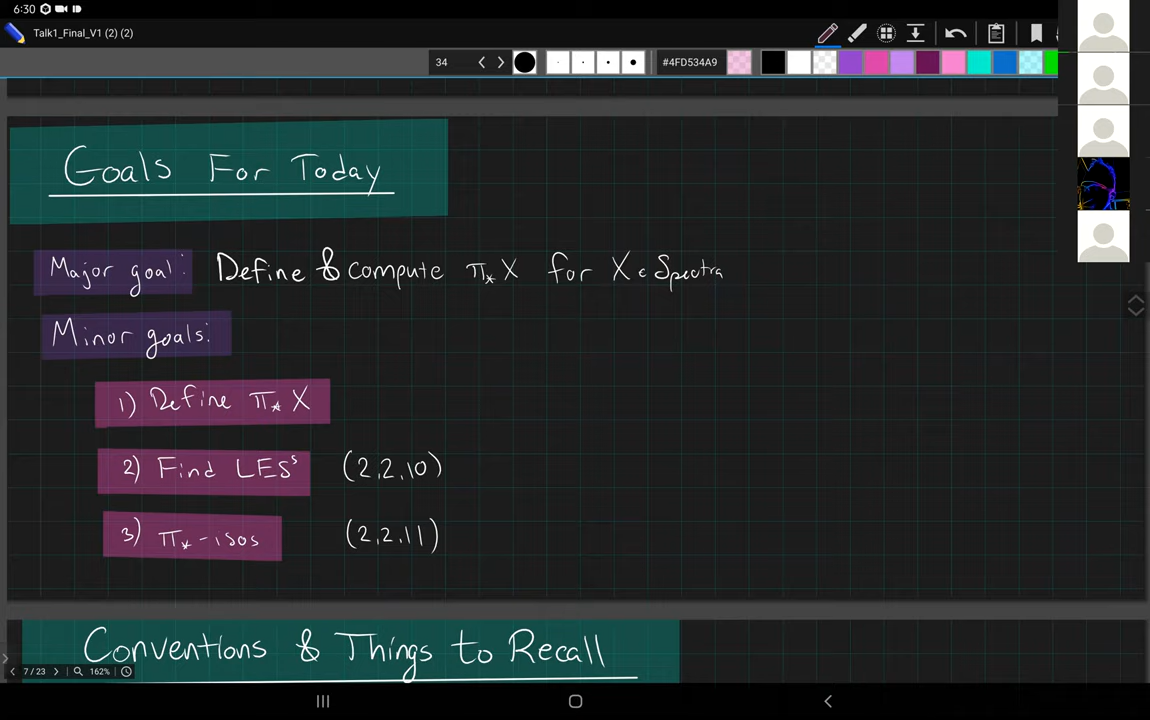 6:30
Talk1_Final_V1 (2) (2)
34
#4FD534A9
Goals For Today
Major goal: Define & compute π⁎X for X ∈ Spectra
Minor goals:
1) Define π⁎X
2) Find LESˢ (2,2,10)
3) π⁎-isos (2,2,11)
Conventions & Things to Recall
7 / 23
162%